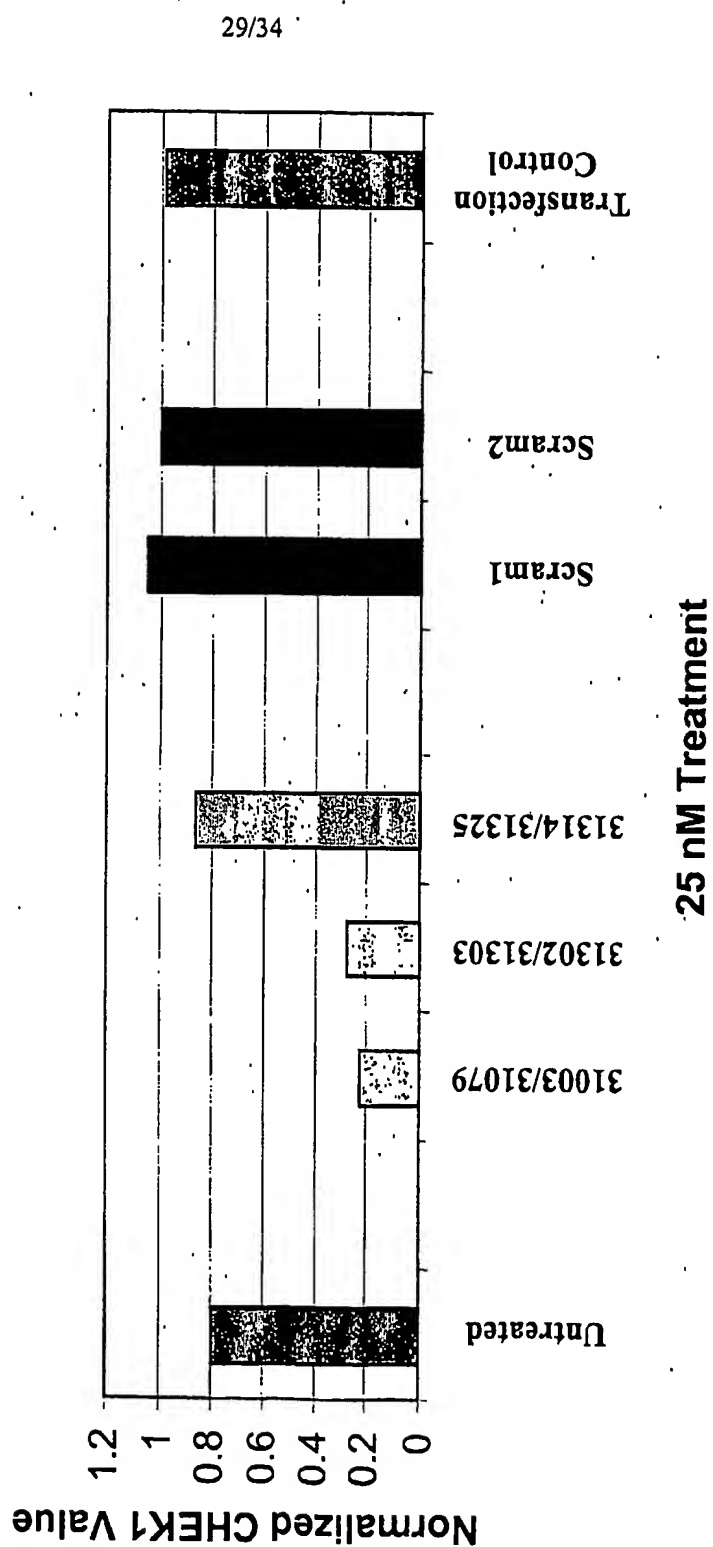 29/34
Normalized CHEK1 Value
1.2
1
0.8
0.6
0.4
0.2
0
Untreated
31003/31079
31302/31303
31314/31325
Scram1
Scram2
Transfection
Control
25 nM Treatment